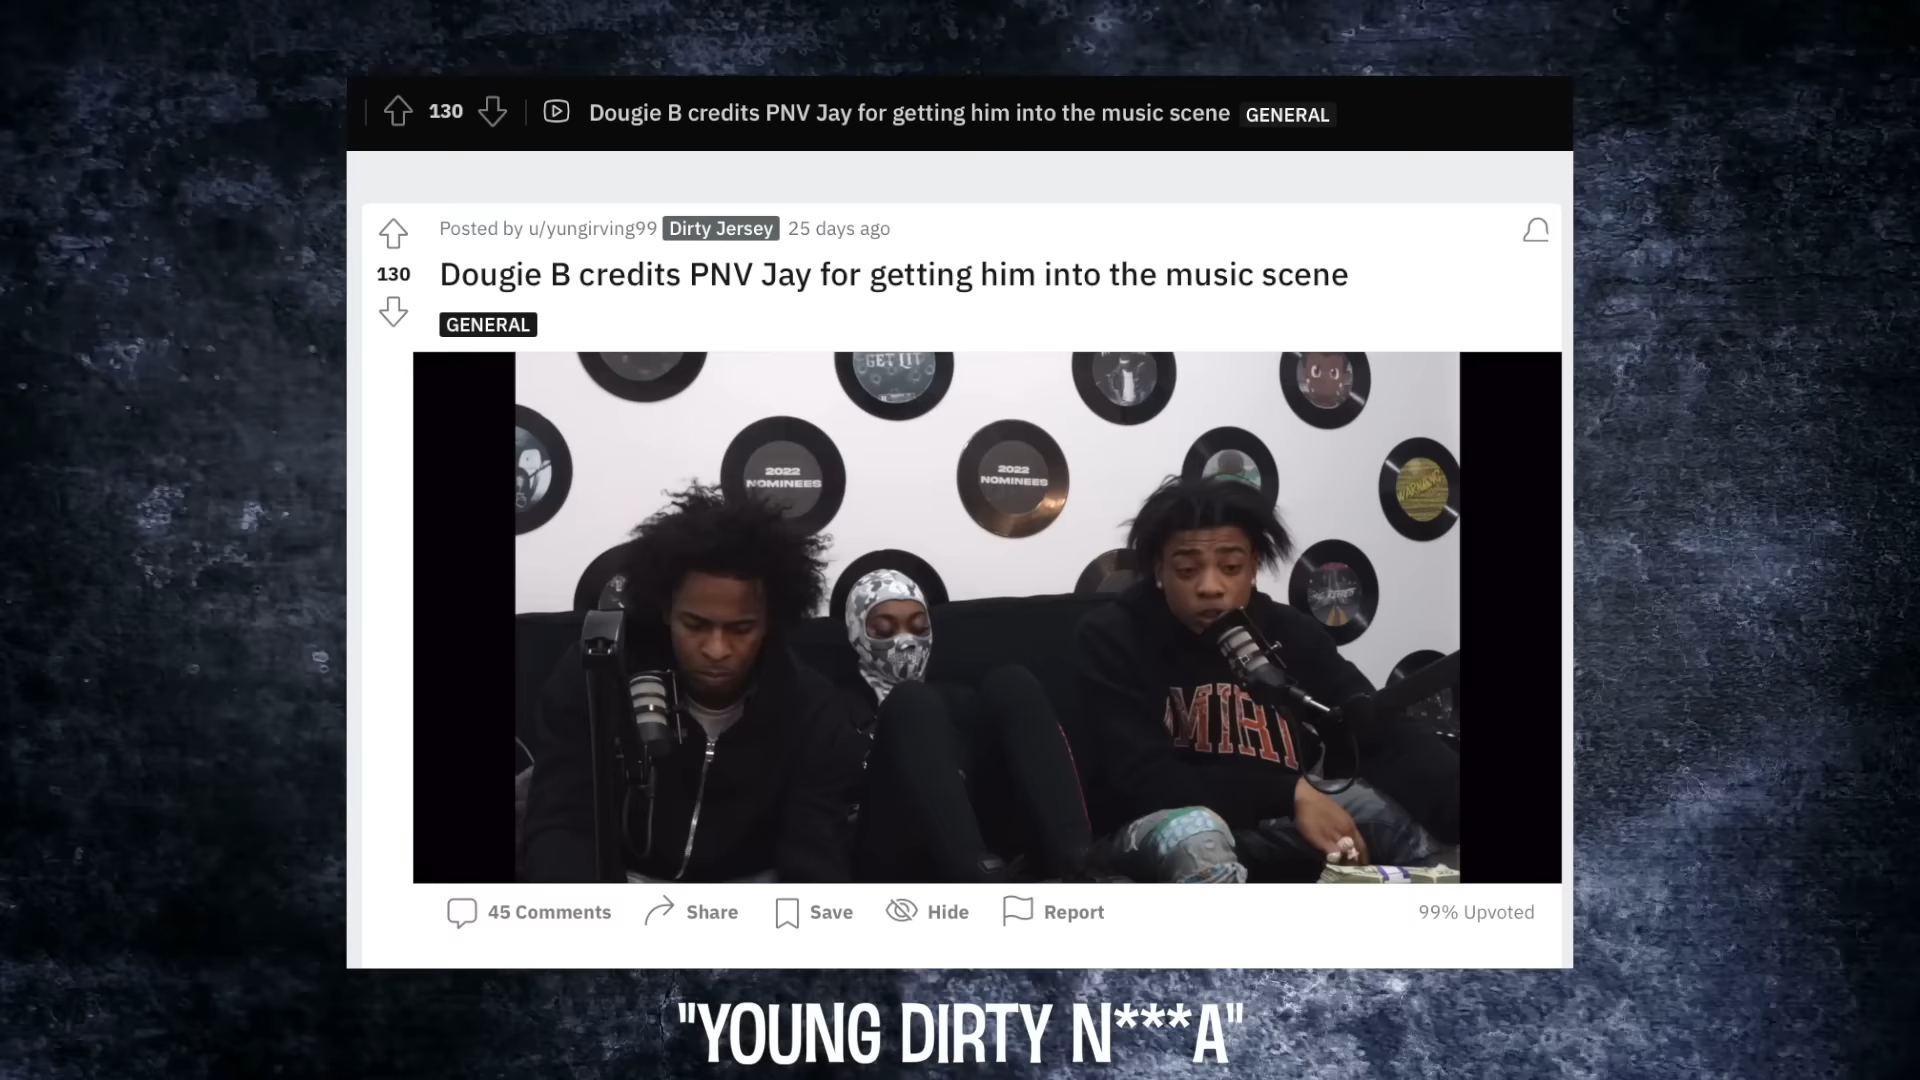 130
Dougie B credits PNV Jay for getting him into the music scene GENERAL
Posted by u/yungirving99 Dirty Jersey 25 days ago
130
Dougie B credits PNV Jay for getting him into the music scene
GENERAL
GET LIT
2022
NOMINEES
2022
NOMINEES
WARNING
MIRI
45 Comments Share Save Hide Report 99% Upvoted
"YOUNG DIRTY N***A"